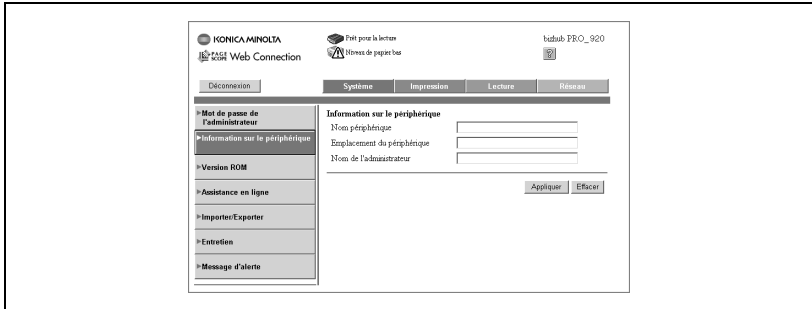 KONICA MINOLTA
PAGE SCOPE Web Connection
Prêt pour la lecture
Niveau de papier bas
bizhub PRO_920
?
Déconnexion
Système
Impression
Lecture
Réseau
Mot de passe de
l'administrateur
Information sur le périphérique
Version ROM
Assistance en ligne
Importer/Exporter
Entretien
Message d'alerte
Information sur le périphérique
Nom périphérique
Emplacement du périphérique
Nom de l'administrateur
Appliquer
Effacer